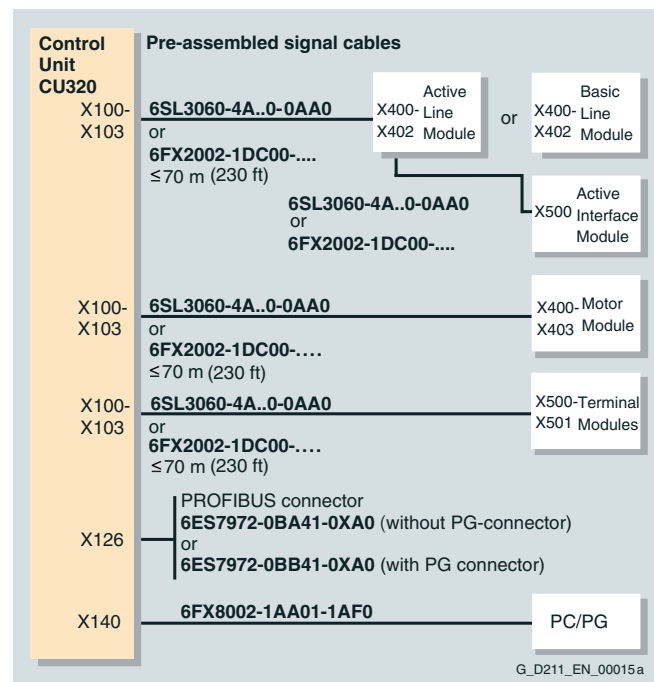 Control
Unit
CU320
Pre-assembled signal cables
X100-
X103
6SL3060-4A..0-0AA0
or
6FX2002-1DC00-....
≤70 m (230 ft)
Active
X400- Line
X402 Module
or
Basic
X400- Line
X402 Module
6SL3060-4A..0-0AA0
or
6FX2002-1DC00-....
Active
X500 Interface
Module
X100-
X103
6SL3060-4A..0-0AA0
or
6FX2002-1DC00-....
≤70 m (230 ft)
X400- Motor
X403 Module
X100-
X103
6SL3060-4A..0-0AA0
or
6FX2002-1DC00-....
≤70 m (230 ft)
X500-Terminal
X501 Modules
X126
PROFIBUS connector
6ES7972-0BA41-0XA0 (without PG-connector)
or
6ES7972-0BB41-0XA0 (with PG connector)
X140
6FX8002-1AA01-1AF0
PC/PG
G_D211_EN_00015a